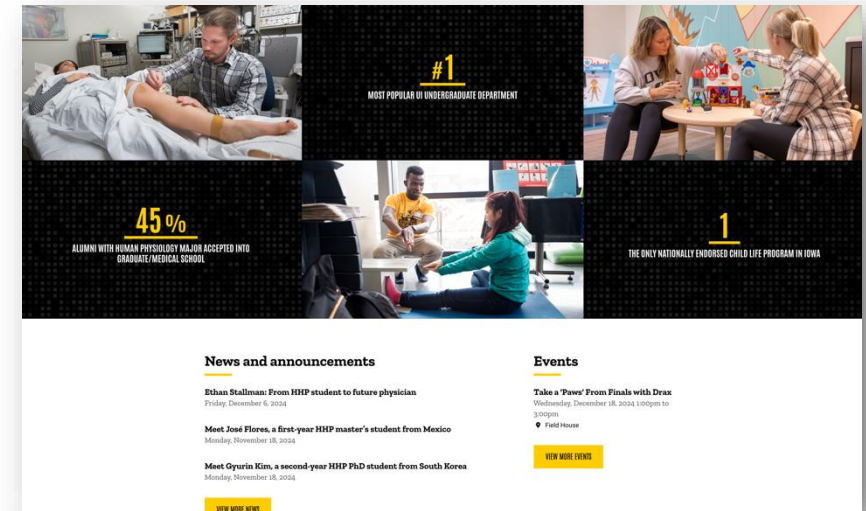 #1
MOST POPULAR UI UNDERGRADUATE DEPARTMENT
45%
ALUMNI WITH HUMAN PHYSIOLOGY MAJOR ACCEPTED INTO
GRADUATE/MEDICAL SCHOOL
1
THE ONLY NATIONALLY ENDORSED CHILD LIFE PROGRAM IN IOWA
News and announcements
Ethan Stallman: From HHP student to future physician
Friday, December 6, 2024
Meet José Flores, a first-year HHP master's student from Mexico
Monday, November 18, 2024
Meet Gyurin Kim, a second-year HHP PhD student from South Korea
Monday, November 18, 2024
VIEW MORE NEWS
Events
Take a 'Paws' From Finals with Drax
Wednesday, December 18, 2024 1:00pm to
3:00pm
Field House
VIEW MORE EVENTS